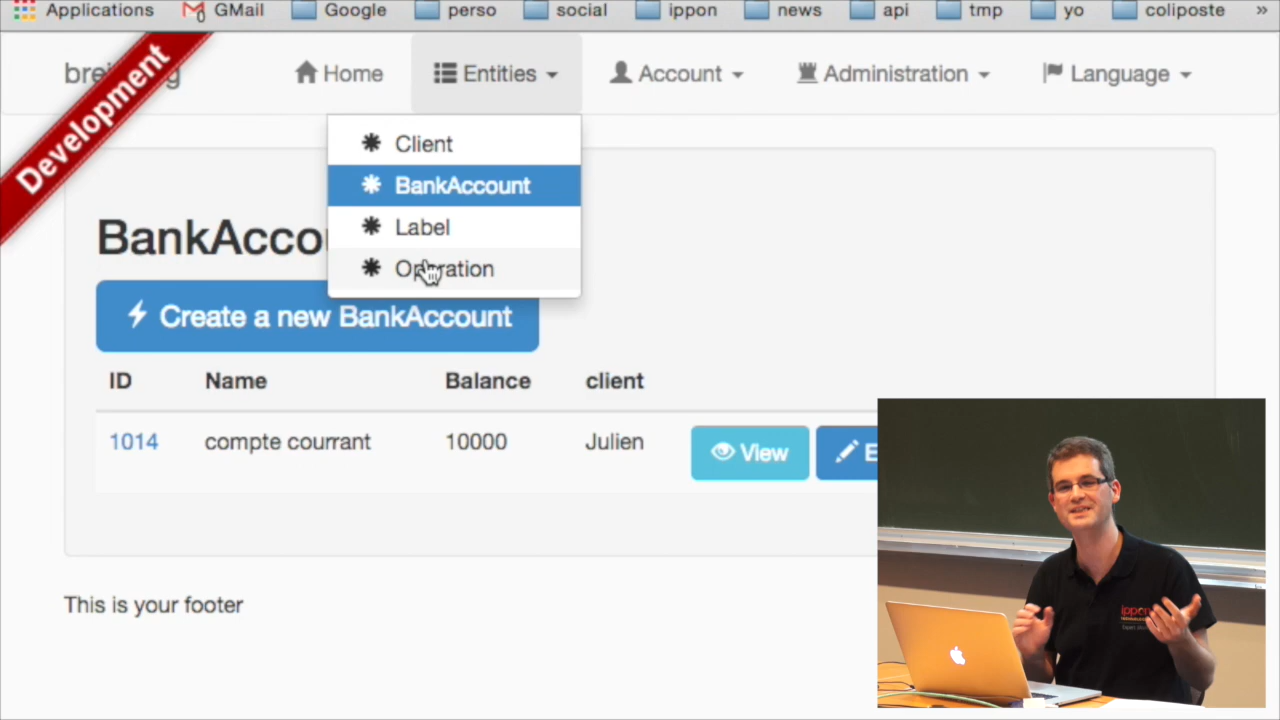 Applications GMail Google perso social ippon news api tmp yo coliposte »
Home Entities Account Administration Language
Development
Client
BankAccount
Label
Operation
Create a new BankAccount
ID Name Balance client
1014 compte courrant 10000 Julien View
This is your footer
ippon